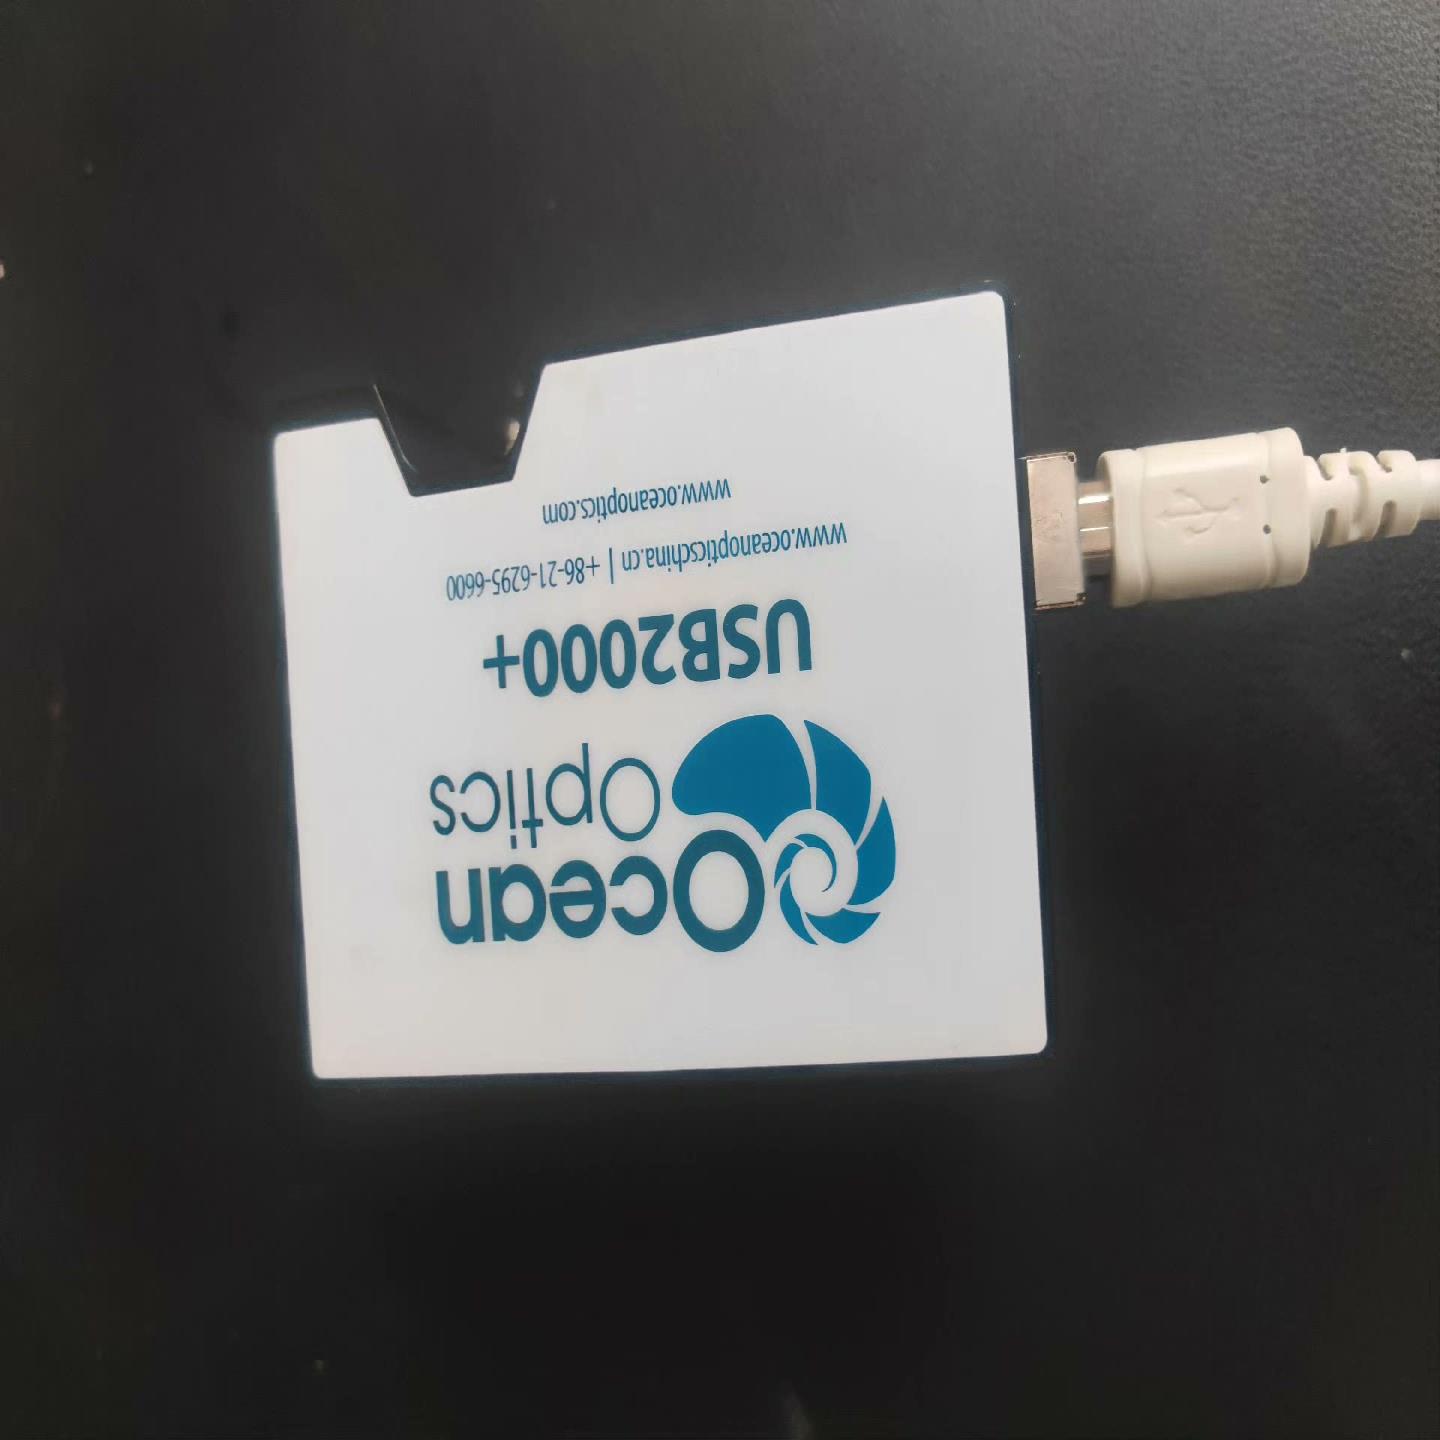 Ocean
Optics
USB2000+
www.oceanopticschina.cn | +86-21-6295-6600
www.oceanoptics.com